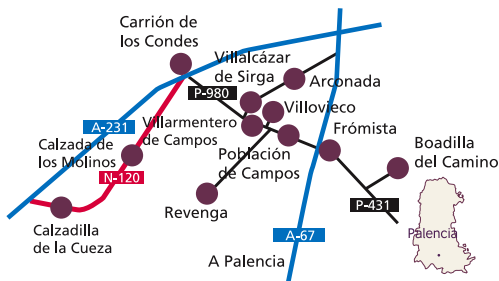 Carrión de
los Condes
Villalcázar
de Sirga
Arconada
P-980
Villovieco
A-231
Villarmentero
de Campos
Frómista
Calzada de
los Molinos
Población
de Campos
Boadilla
del Camino
N-120
Revenga
P-431
Calzadilla
de la Cueza
A-67
Palencia
A Palencia